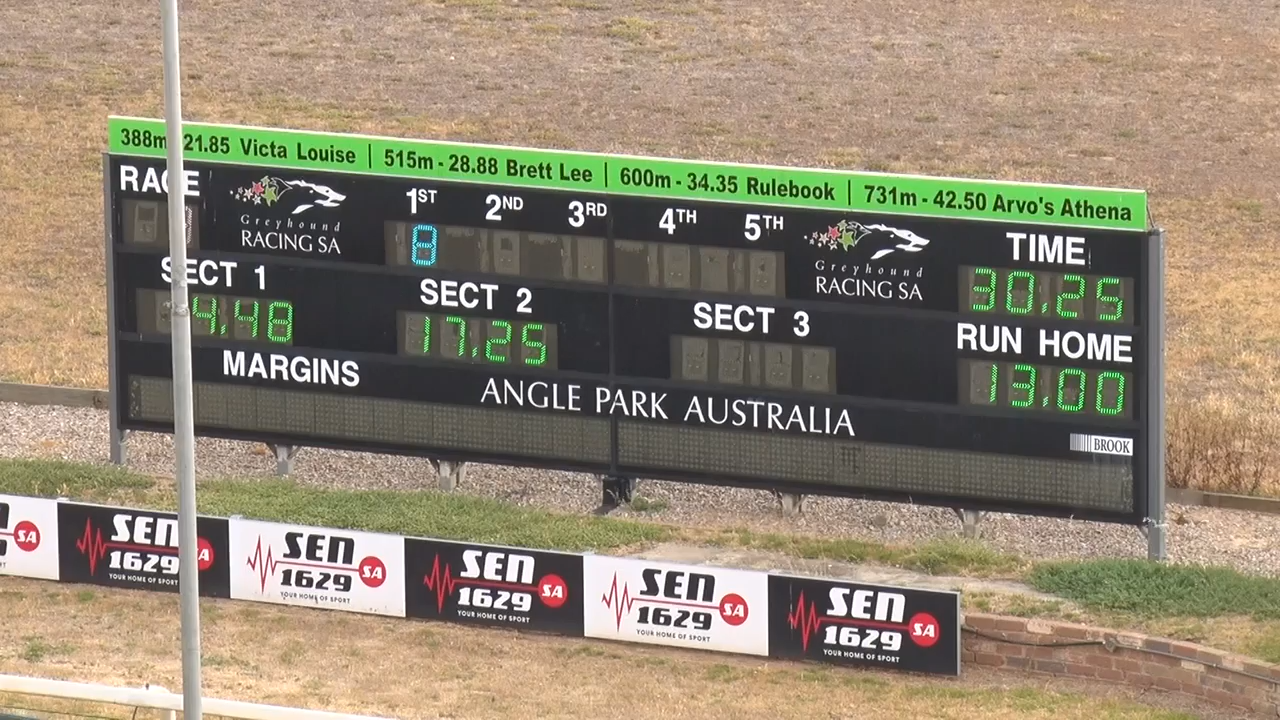 388m 21.85 Victa Louise | 515m - 28.88 Brett Lee | 600m - 34.35 Rulebook | 731m - 42.50 Arvo's Athena
RACE
Greyhound
RACING SA
1ST 2ND 3RD 4TH 5TH
8
Greyhound
RACING SA
TIME
30.25
SECT 1
4.48
SECT 2
17.25
SECT 3
RUN HOME
13.00
MARGINS
ANGLE PARK AUSTRALIA
BROOK
SA
SEN
1629 SA
YOUR HOME OF SPORT
SEN
1629 SA
YOUR HOME OF SPORT
SEN
1629 SA
YOUR HOME OF SPORT
SEN
1629 SA
YOUR HOME OF SPORT
SEN
1629 SA
YOUR HOME OF SPORT